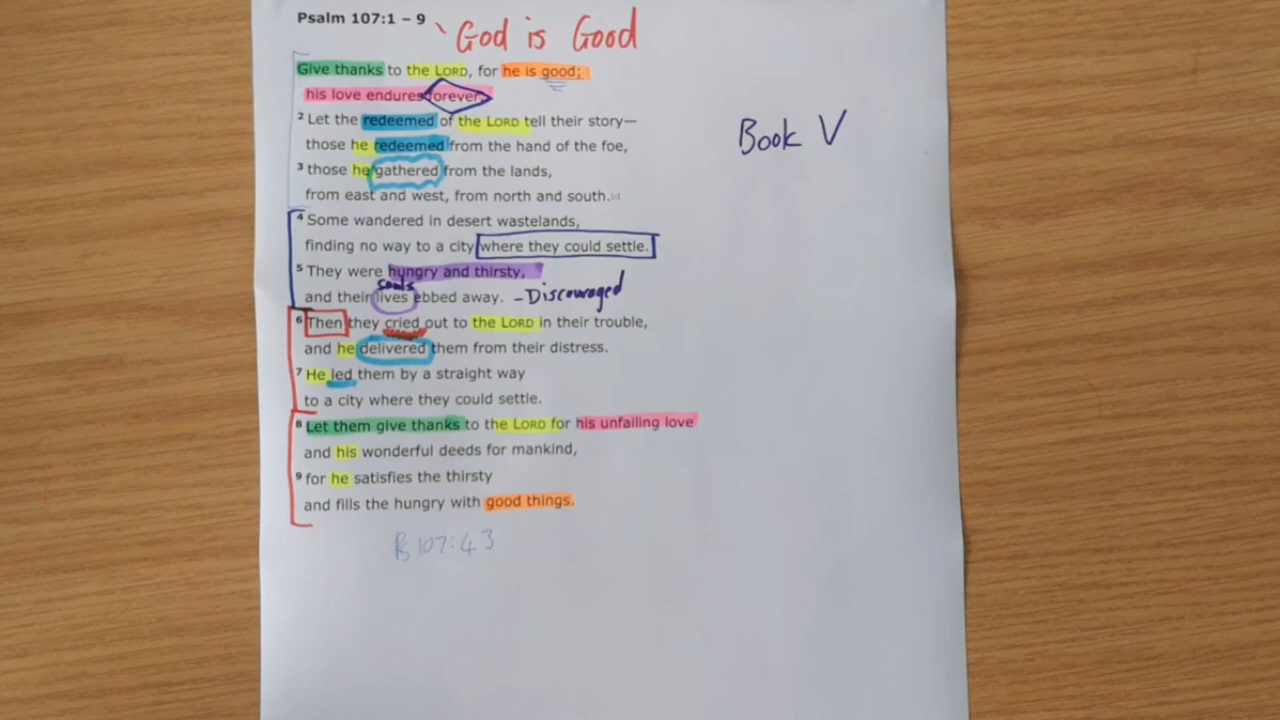 Psalm 107:1 – 9
God is Good
Give thanks to the LORD, for he is good;
his love endures forever.
Book V
2 Let the redeemed of the LORD tell their story—
those he redeemed from the hand of the foe,
3 those he gathered from the lands,
from east and west, from north and south.
4 Some wandered in desert wastelands,
finding no way to a city where they could settle.
5 They were hungry and thirsty,
souls
and their lives ebbed away. - Discouraged
6 Then they cried out to the LORD in their trouble,
and he delivered them from their distress.
7 He led them by a straight way
to a city where they could settle.
8 Let them give thanks to the LORD for his unfailing love
and his wonderful deeds for mankind,
9 for he satisfies the thirsty
and fills the hungry with good things.
Ps 107:43